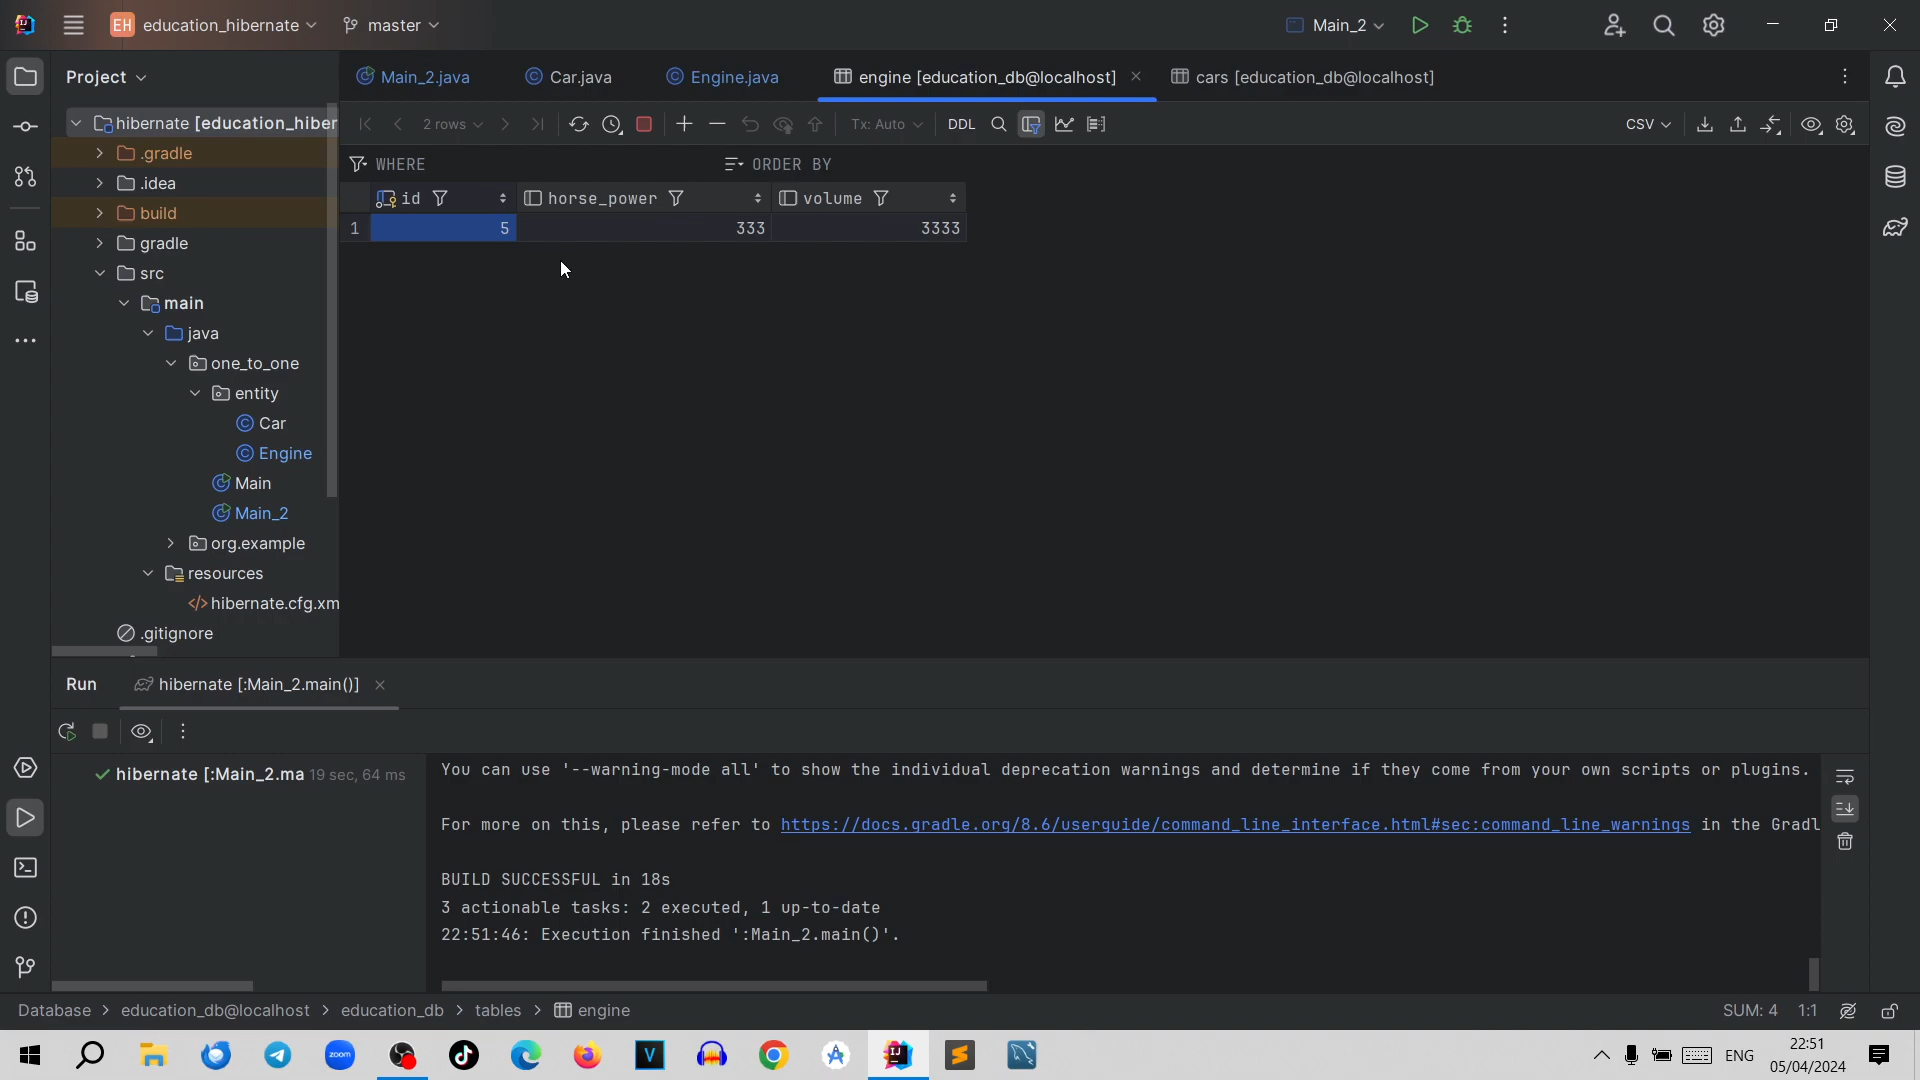 EH education_hibernate master Main_2
Project Main_2.java Car.java Engine.java engine [education_db@localhost] cars [education_db@localhost]
hibernate [education_hiber 2 rows Tx: Auto DDL CSV
.gradle WHERE ORDER BY
.idea id horse_power volume
build 1 5 333 3333
gradle
src
main
java
one_to_one
entity
Car
Engine
Main
Main_2
org.example
resources
hibernate.cfg.xm
.gitignore
Run hibernate [:Main_2.main()]
hibernate [:Main_2.ma 19 sec, 64 ms
You can use '--warning-mode all' to show the individual deprecation warnings and determine if they come from your own scripts or plugins.
For more on this, please refer to https://docs.gradle.org/8.6/userguide/command_line_interface.html#sec:command_line_warnings in the Gradl
BUILD SUCCESSFUL in 18s
3 actionable tasks: 2 executed, 1 up-to-date
22:51:46: Execution finished ':Main_2.main()'.
Database > education_db@localhost > education_db > tables > engine SUM: 4 1:1
zoom V ENG 22:51
05/04/2024